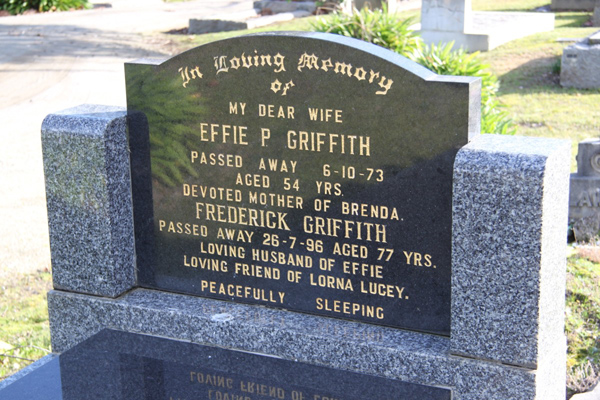 In Loving Memory
of
MY DEAR WIFE
EFFIE P GRIFFITH
PASSED AWAY 6-10-73
AGED 54 YRS.
DEVOTED MOTHER OF BRENDA.
FREDERICK GRIFFITH
PASSED AWAY 26-7-96 AGED 77 YRS.
LOVING HUSBAND OF EFFIE
LOVING FRIEND OF LORNA LUCEY.
PEACEFULLY SLEEPING